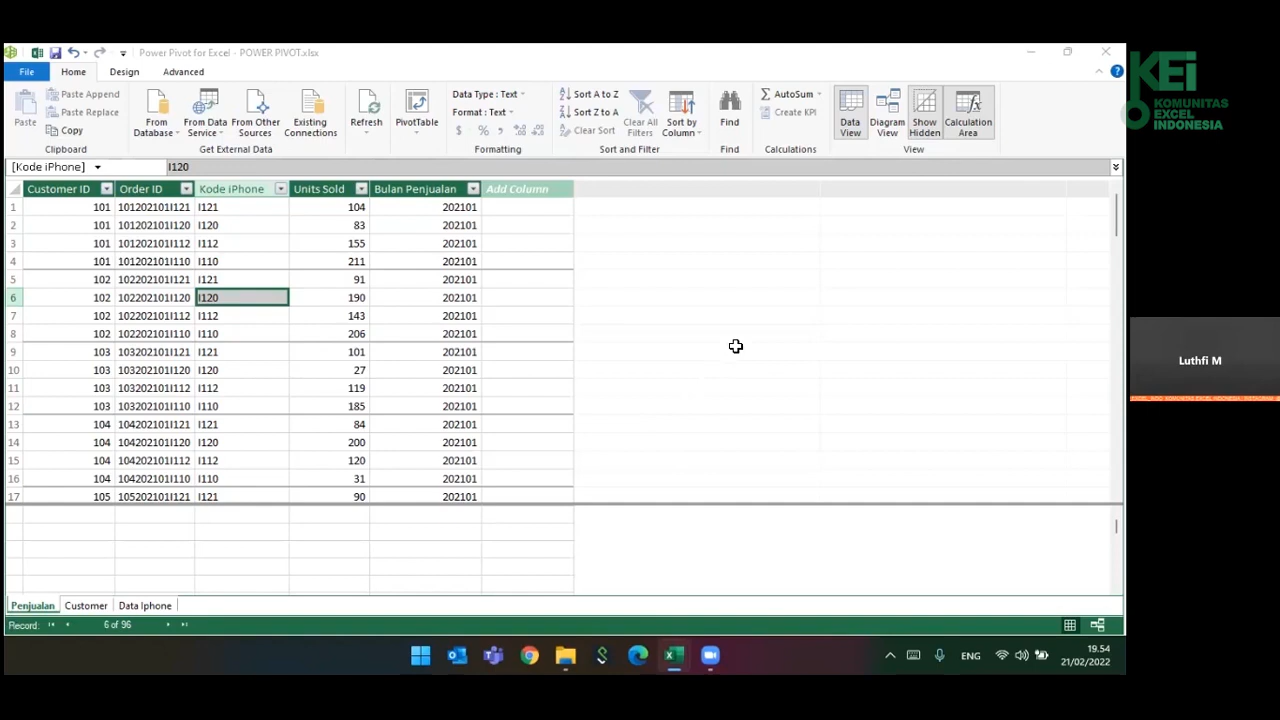 Power Pivot for Excel - POWER PIVOT.xlsx
File Home Design Advanced
Paste
Paste Append
Paste Replace
Copy
Clipboard
From Database
From Data Service
From Other Sources
Existing Connections
Get External Data
Refresh
PivotTable
Data Type : Text
Format : Text
$ %
Formatting
Sort A to Z
Sort Z to A
Clear Sort
Clear All Filters
Sort by Column
Sort and Filter
Find
Find
AutoSum
Create KPI
Calculations
Data View
Diagram View
Show Hidden
Calculation Area
View
KEi
KOMUNITAS
EXCEL
INDONESIA
[Kode iPhone] I120
Customer ID Order ID Kode iPhone Units Sold Bulan Penjualan Add Column
1 101 101202101I121 I121 104 202101
2 101 101202101I120 I120 83 202101
3 101 101202101I112 I112 155 202101
4 101 101202101I110 I110 211 202101
5 102 102202101I121 I121 91 202101
6 102 102202101I120 I120 190 202101
7 102 102202101I112 I112 143 202101
8 102 102202101I110 I110 206 202101
9 103 103202101I121 I121 101 202101
10 103 103202101I120 I120 27 202101
11 103 103202101I112 I112 119 202101
12 103 103202101I110 I110 185 202101
13 104 104202101I121 I121 84 202101
14 104 104202101I120 I120 200 202101
15 104 104202101I112 I112 120 202101
16 104 104202101I110 I110 31 202101
17 105 105202101I121 I121 90 202101
Luthfi M
Penjualan Customer Data Iphone
Record: 6 of 96
ENG
19.54
21/02/2022